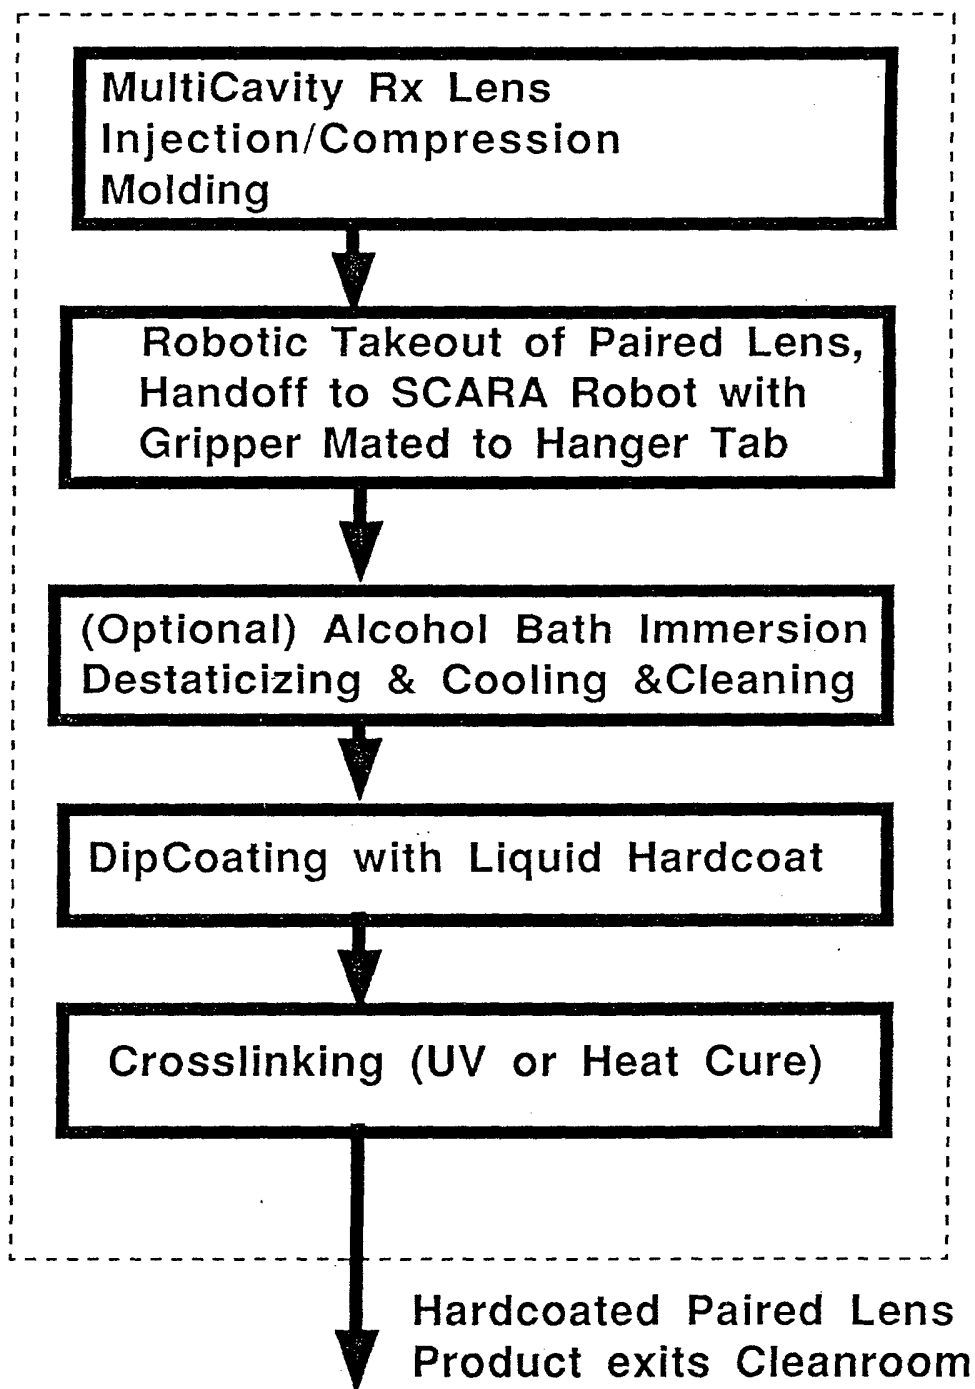 MultiCavity Rx Lens
Injection/Compression
Molding
Robotic Takeout of Paired Lens,
Handoff to SCARA Robot with
Gripper Mated to Hanger Tab
(Optional) Alcohol Bath Immersion
Destaticizing & Cooling &Cleaning
DipCoating with Liquid Hardcoat
Crosslinking (UV or Heat Cure)
Hardcoated Paired Lens
Product exits Cleanroom